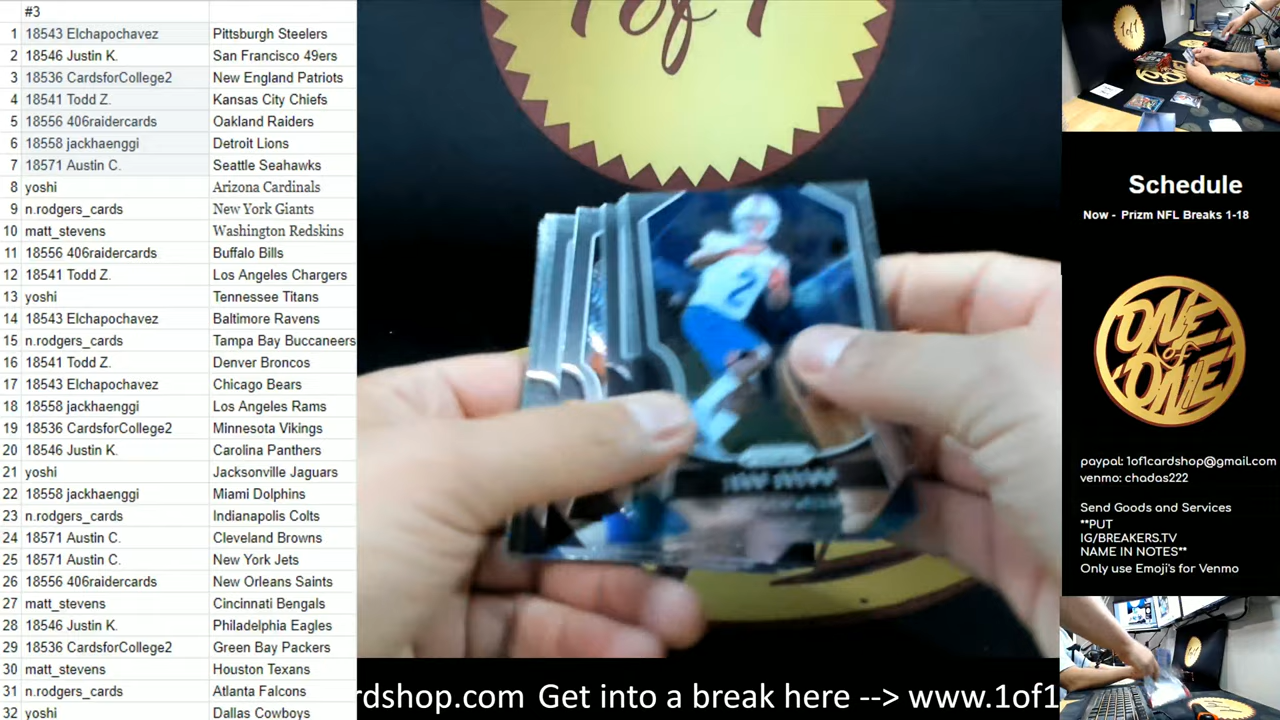 #3
1 18543 Elchapochavez Pittsburgh Steelers
2 18546 Justin K. San Francisco 49ers
3 18536 CardsforCollege2 New England Patriots
4 18541 Todd Z. Kansas City Chiefs
5 18556 406raidercards Oakland Raiders
6 18558 jackhaenggi Detroit Lions
7 18571 Austin C. Seattle Seahawks
8 yoshi Arizona Cardinals
9 n.rodgers_cards New York Giants
10 matt_stevens Washington Redskins
11 18556 406raidercards Buffalo Bills
12 18541 Todd Z. Los Angeles Chargers
13 yoshi Tennessee Titans
14 18543 Elchapochavez Baltimore Ravens
15 n.rodgers_cards Tampa Bay Buccaneers
16 18541 Todd Z. Denver Broncos
17 18543 Elchapochavez Chicago Bears
18 18558 jackhaenggi Los Angeles Rams
19 18536 CardsforCollege2 Minnesota Vikings
20 18546 Justin K. Carolina Panthers
21 yoshi Jacksonville Jaguars
22 18558 jackhaenggi Miami Dolphins
23 n.rodgers_cards Indianapolis Colts
24 18571 Austin C. Cleveland Browns
25 18571 Austin C. New York Jets
26 18556 406raidercards New Orleans Saints
27 matt_stevens Cincinnati Bengals
28 18546 Justin K. Philadelphia Eagles
29 18536 CardsforCollege2 Green Bay Packers
30 matt_stevens Houston Texans
31 n.rodgers_cards Atlanta Falcons
32 yoshi Dallas Cowboys
1 of 1
2
rdshop.com Get into a break here --> www.1of1
1of1
Schedule
Now - Prizm NFL Breaks 1-18
ONE
of
ONE
paypal: 1of1cardshop@gmail.com
venmo: chadas222
Send Goods and Services
**PUT
IG/BREAKERS.TV
NAME IN NOTES**
Only use Emoji's for Venmo